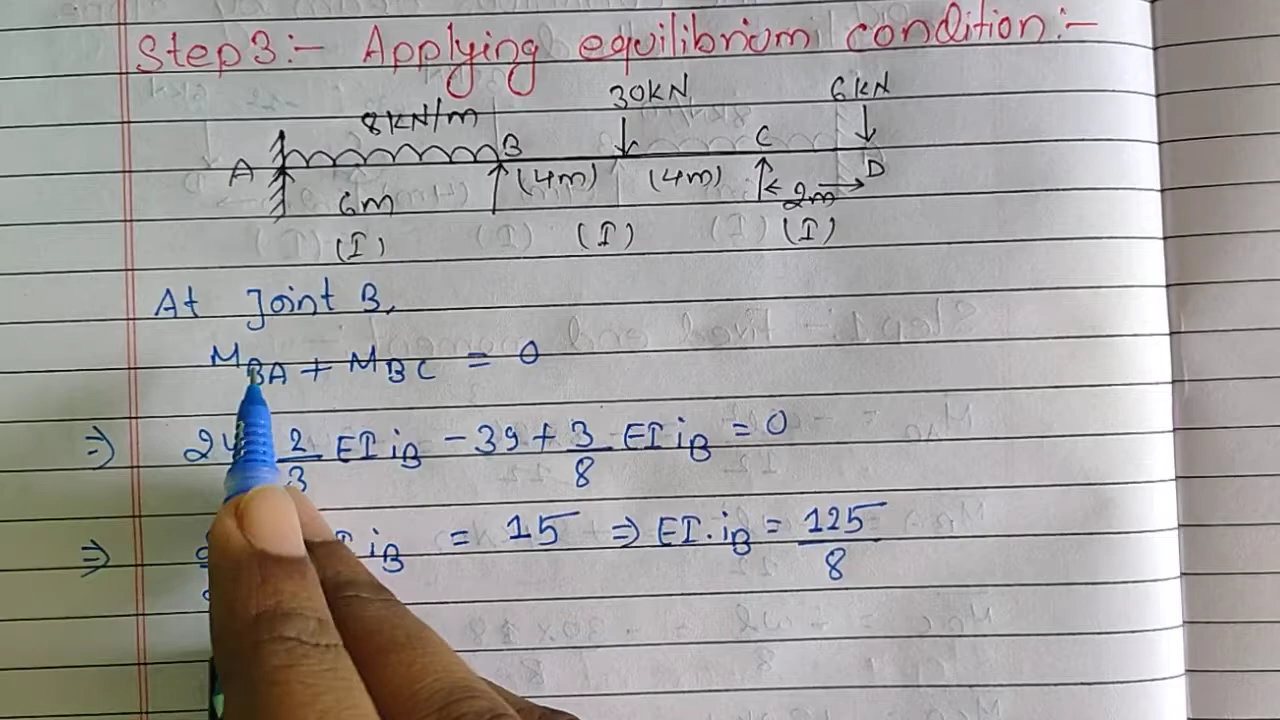 Step3:- Applying equilibrium condition:-
30KN 6KN
8KN/m
A B C D
6m (4m) (4m) 2m
(I) (I) (I)
At Joint B,
MBA + MBC = 0
⇒ 24 2/3 EI iB - 39 + 3/8 EI iB = 0
⇒ iB = 15 ⇒ EI.iB = 125/8